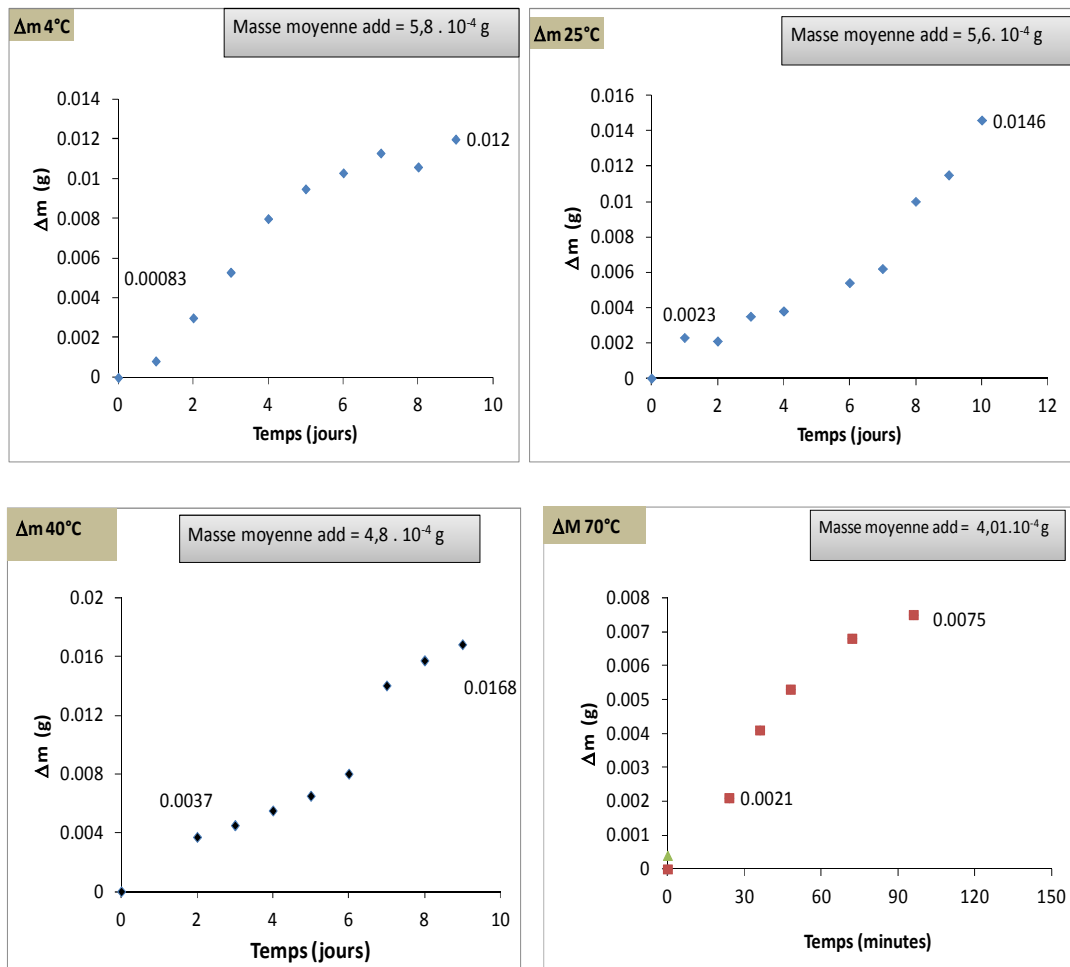 Δm 4°C
Masse moyenne add = 5,8 . 10⁻⁴ g
0.014
0.012
0.01
0.008
0.006
0.004
0.002
0
0.00083
0.012
Δm (g)
0 2 4 6 8 10
Temps (jours)
Δm 25°C
Masse moyenne add = 5,6. 10⁻⁴ g
0.016
0.014
0.012
0.01
0.008
0.006
0.004
0.002
0
0.0023
0.0146
Δm (g)
0 2 4 6 8 10 12
Temps (jours)
Δm 40°C
Masse moyenne add = 4,8 . 10⁻⁴ g
0.02
0.016
0.012
0.008
0.004
0
0.0037
0.0168
Δm (g)
0 2 4 6 8 10
Temps (jours)
ΔM 70°C
Masse moyenne add = 4,01.10⁻⁴ g
0.008
0.007
0.006
0.005
0.004
0.003
0.002
0.001
0
0.0075
0.0021
Δm (g)
0 30 60 90 120 150
Temps (minutes)